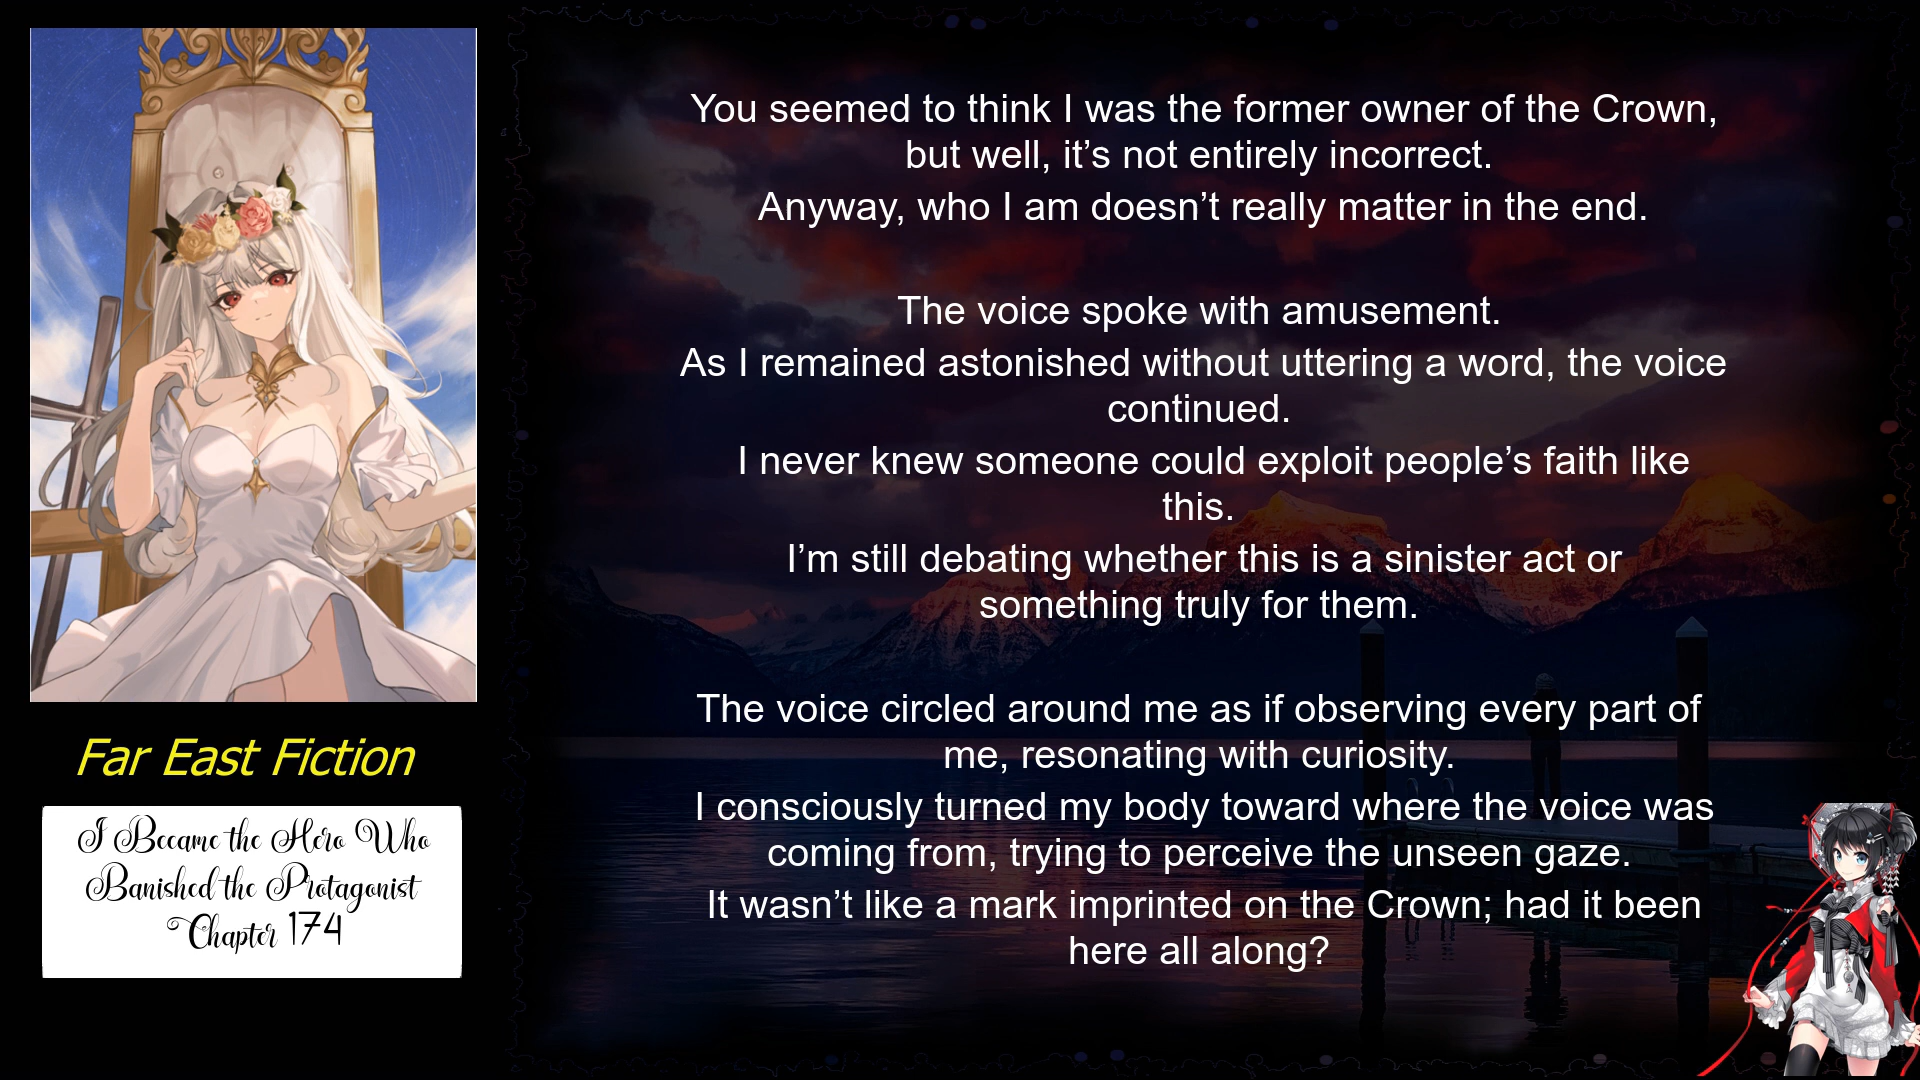 You seemed to think I was the former owner of the Crown,
but well, it’s not entirely incorrect.
Anyway, who I am doesn’t really matter in the end.
The voice spoke with amusement.
As I remained astonished without uttering a word, the voice
continued.
I never knew someone could exploit people’s faith like
this.
I’m still debating whether this is a sinister act or
something truly for them.
The voice circled around me as if observing every part of
me, resonating with curiosity.
I consciously turned my body toward where the voice was
coming from, trying to perceive the unseen gaze.
It wasn’t like a mark imprinted on the Crown; had it been
here all along?
Far East Fiction
I Became the Hero Who
Banished the Protagonist
Chapter 174